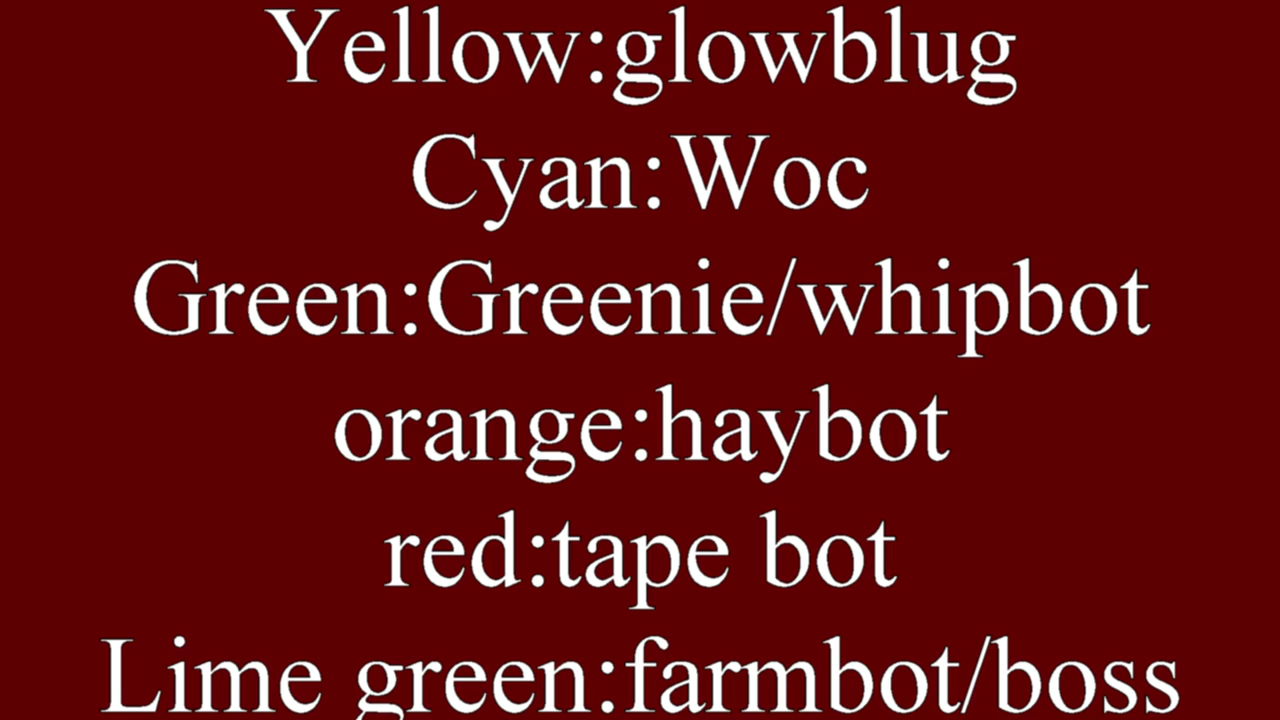 Yellow:glowblug
Cyan:Woc
Green:Greenie/whipbot
orange:haybot
red:tape bot
Lime green:farmbot/boss